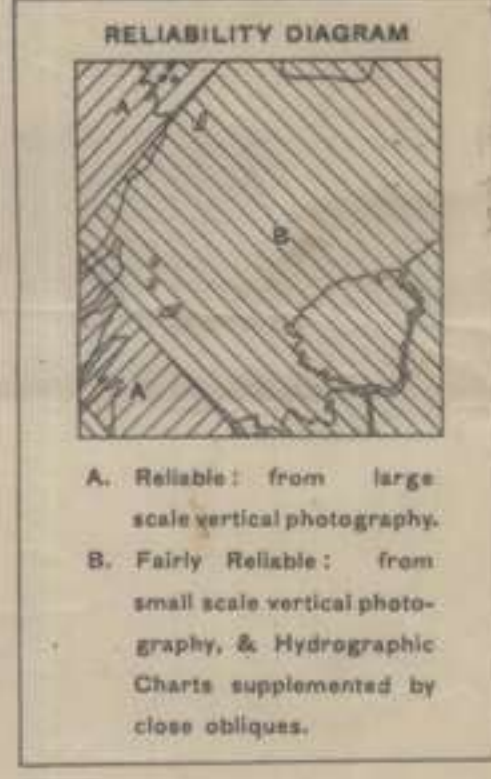 RELIABILITY DIAGRAM
A
B
A
A. Reliable: from large
scale vertical photography.
B. Fairly Reliable: from
small scale vertical photo-
graphy, & Hydrographic
Charts supplemented by
close obliques.